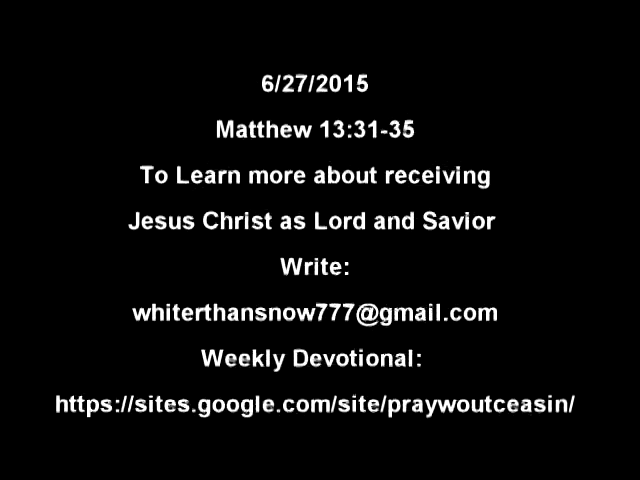 6/27/2015
Matthew 13:31-35
To Learn more about receiving
Jesus Christ as Lord and Savior
Write:
whiterthansnow777@gmail.com
Weekly Devotional:
https://sites.google.com/site/praywoutceasin/